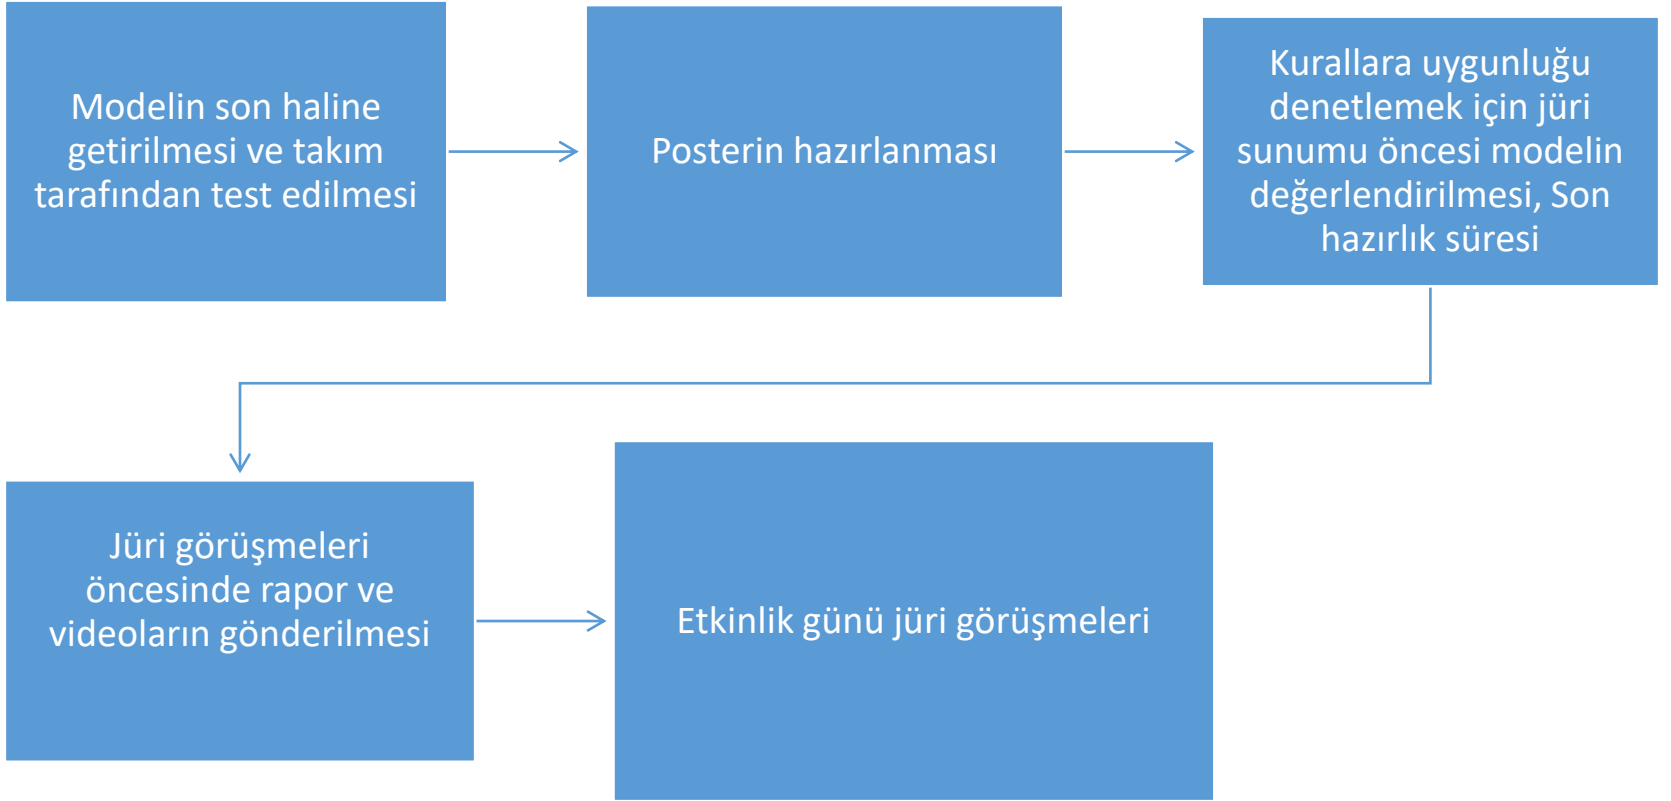 Modelin son haline
getirilmesi ve takım
tarafından test edilmesi
Posterin hazırlanması
Kurallara uygunluğu
denetlemek için jüri
sunumu öncesi modelin
değerlendirilmesi, Son
hazırlık süresi
Jüri görüşmeleri
öncesinde rapor ve
videoların gönderilmesi
Etkinlik günü jüri görüşmeleri